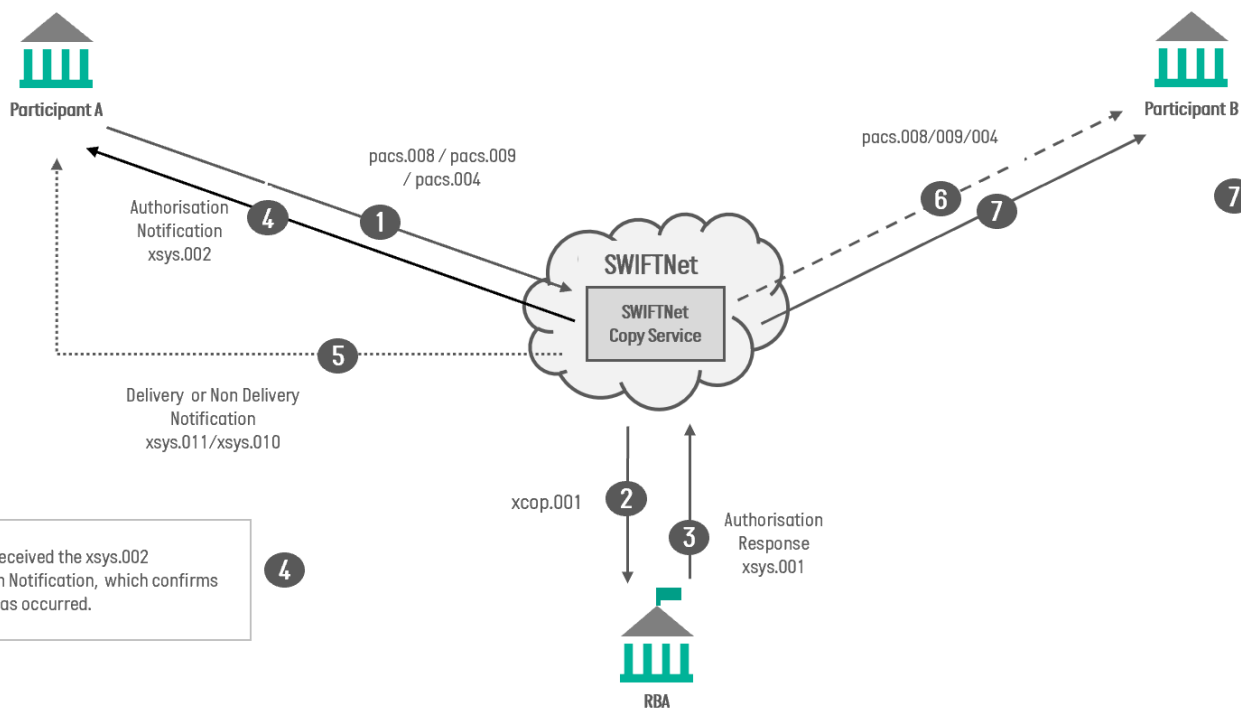 Participant A
Participant B
pacs.008 / pacs.009
/ pacs.004
pacs.008/009/004
Authorisation
Notification
xsys.002
4
1
6
7
7
SWIFTNet
SWIFTNet
Copy Service
5
Delivery or Non Delivery
Notification
xsys.011/xsys.010
xcop.001
2
3
Authorisation
Response
xsys.001
eceived the xsys.002
n Notification, which confirms
as occurred.
4
RBA